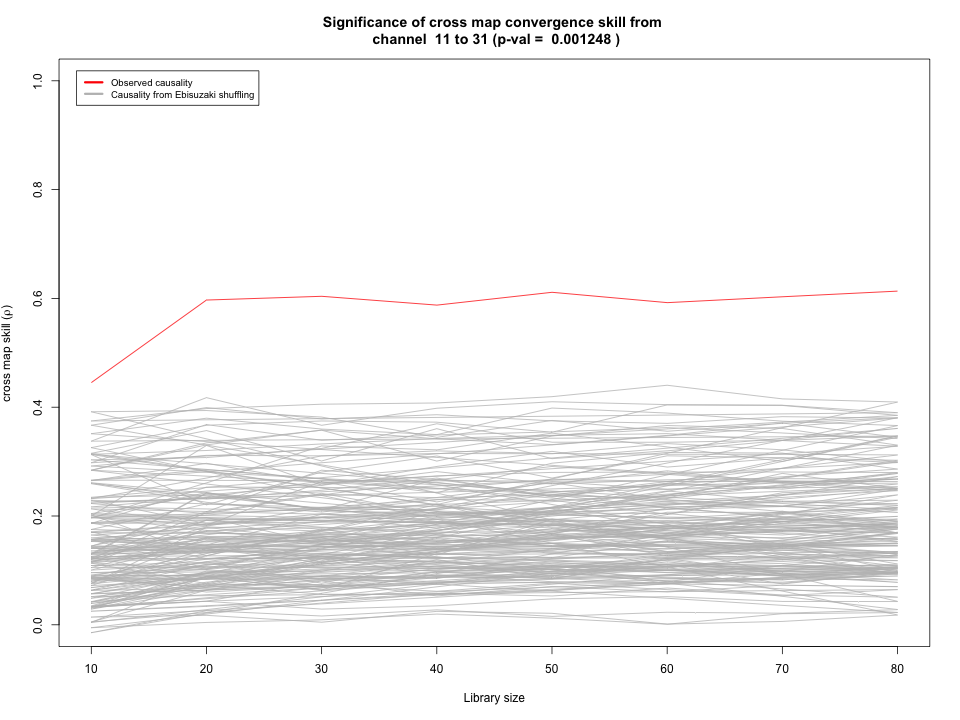 Significance of cross map convergence skill from
channel  11 to 31 (p-val =  0.001248 )
Observed causality
Causality from Ebisuzaki shuffling
cross map skill (ρ)
1.0
0.8
0.6
0.4
0.2
0.0
10 20 30 40 50 60 70 80
Library size